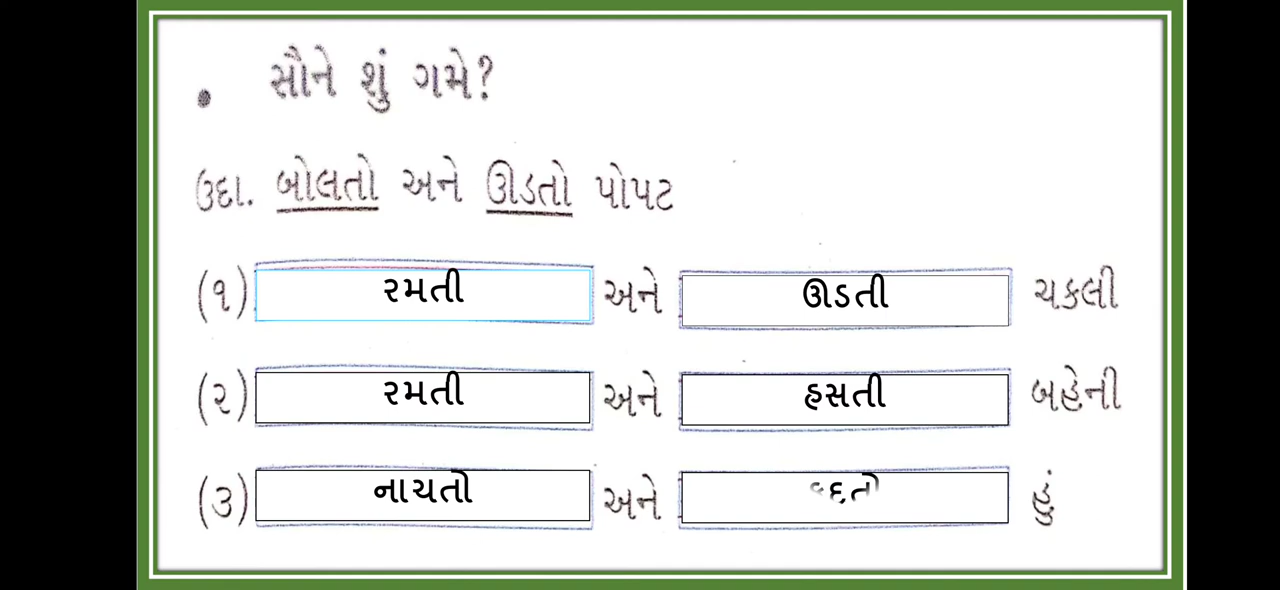 • સૌને શું ગમે?
ઉદા. બોલતો અને ઊડતો પોપટ
(૧) રમતી અને ઊડતી ચકલી
(૨) રમતી અને હસતી બહેની
(૩) નાચતો અને હું